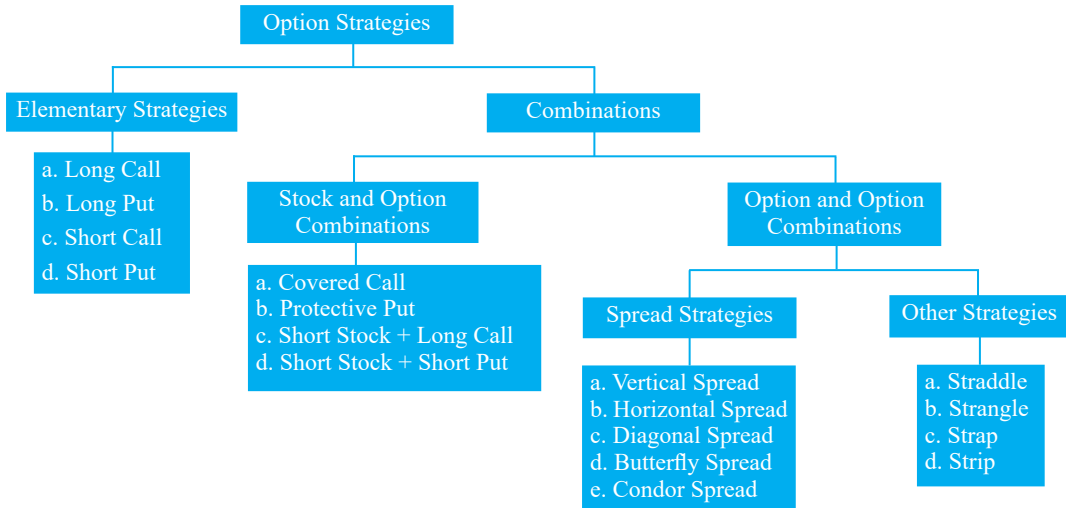 Option Strategies
Elementary Strategies
Combinations
a. Long Call
b. Long Put
c. Short Call
d. Short Put
Stock and Option
Combinations
Option and Option
Combinations
a. Covered Call
b. Protective Put
c. Short Stock + Long Call
d. Short Stock + Short Put
Spread Strategies
Other Strategies
a. Vertical Spread
b. Horizontal Spread
c. Diagonal Spread
d. Butterfly Spread
e. Condor Spread
a. Straddle
b. Strangle
c. Strap
d. Strip